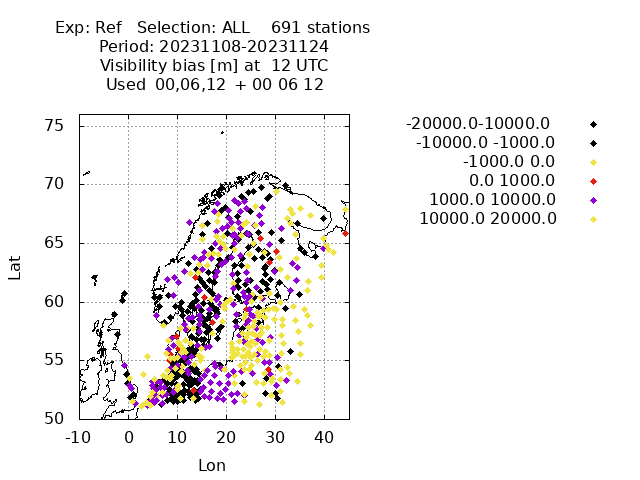 Exp: Ref   Selection: ALL    691 stations
Period: 20231108-20231124
Visibility bias [m] at  12 UTC
Used  00,06,12  + 00 06 12
-20000.0-10000.0
-10000.0 -1000.0
-1000.0 0.0
0.0 1000.0
1000.0 10000.0
10000.0 20000.0
75
70
65
60
55
50
Lat
-10 0 10 20 30 40
Lon